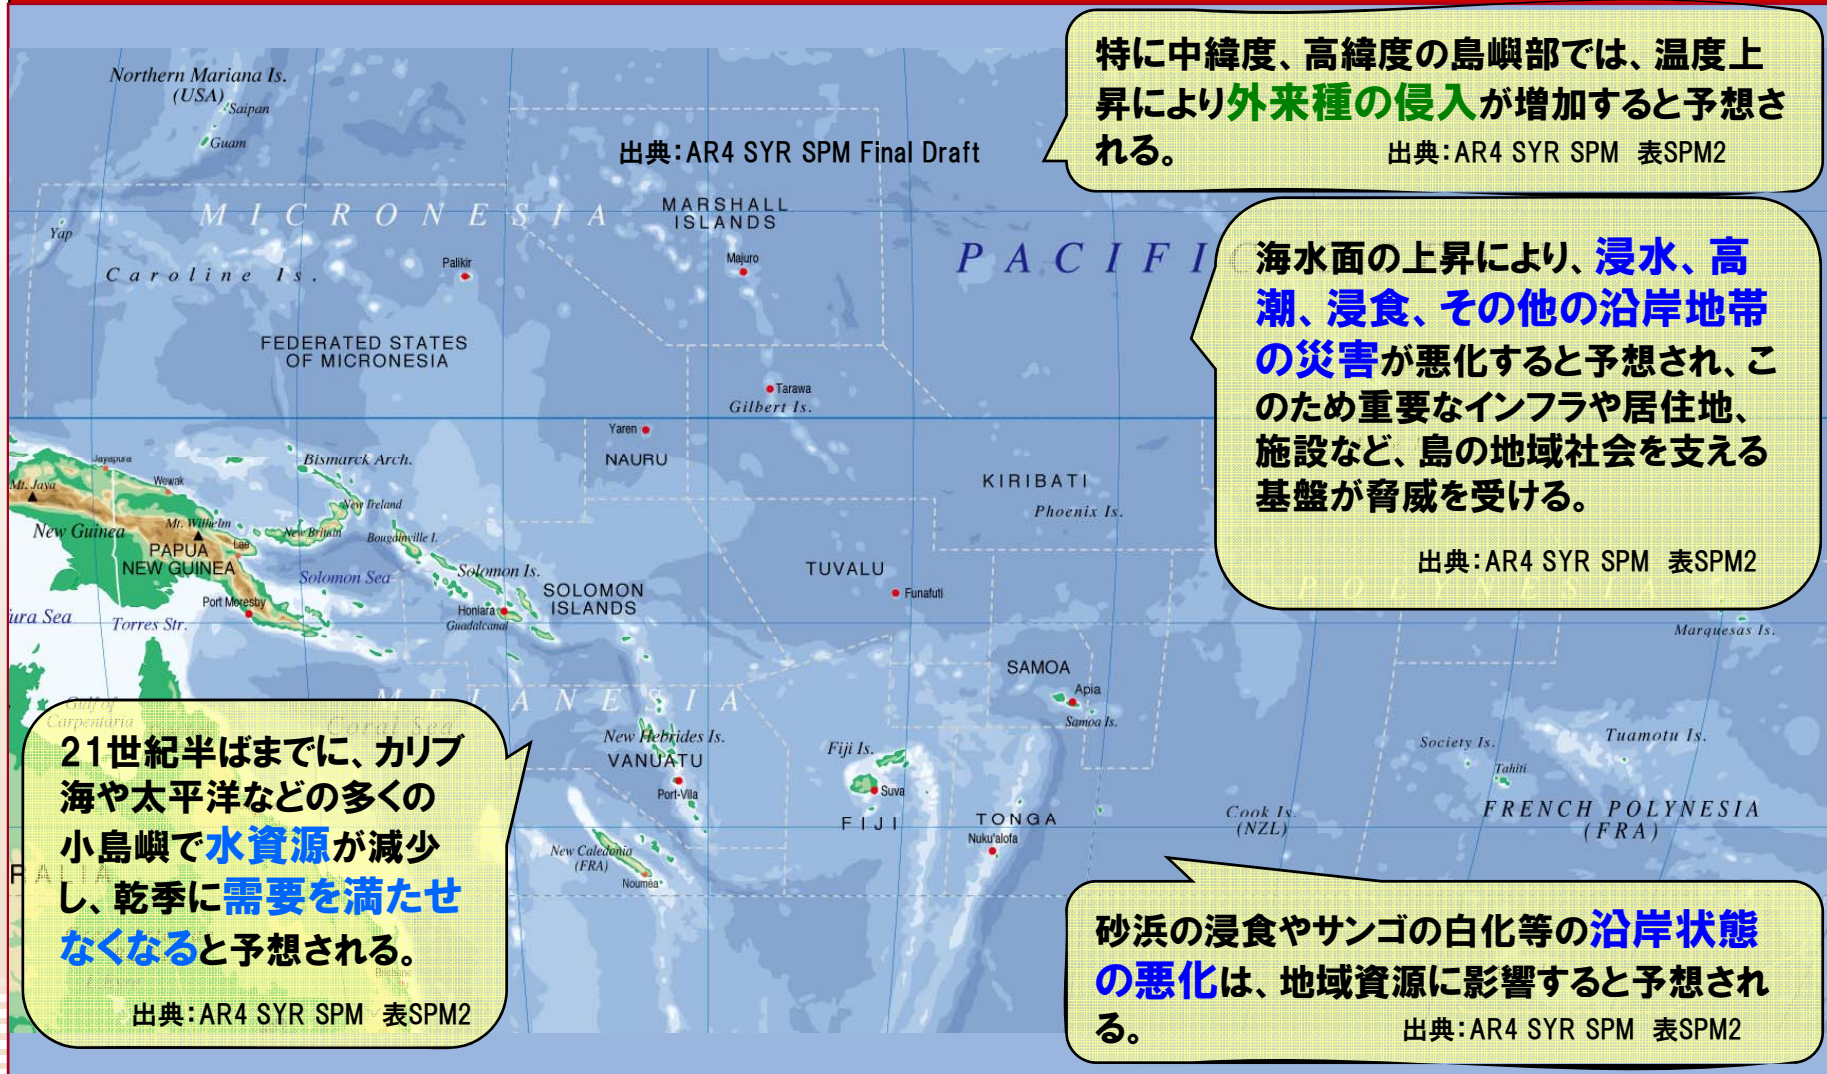 特に中緯度、高緯度の島嶼部では、温度上
昇により外来種の侵入が増加すると予想さ
れる。 出典：AR4 SYR SPM 表SPM2
出典：AR4 SYR SPM Final Draft
海水面の上昇により、浸水、高
潮、浸食、その他の沿岸地帯
の災害が悪化すると予想され、こ
のため重要なインフラや居住地、
施設など、島の地域社会を支える
基盤が脅威を受ける。
出典：AR4 SYR SPM 表SPM2
21世紀半ばまでに、カリブ
海や太平洋などの多くの
小島嶼で水資源が減少
し、乾季に需要を満たせ
なくなると予想される。
出典：AR4 SYR SPM 表SPM2
砂浜の浸食やサンゴの白化等の沿岸状態
の悪化は、地域資源に影響すると予想され
る。 出典：AR4 SYR SPM 表SPM2
Northern Mariana Is.
(USA)
Saipan
Guam
MICRONESIA
MARSHALL
ISLANDS
Yap
Caroline Is.
Palikir
Majuro
PACIFI
FEDERATED STATES
OF MICRONESIA
Tarawa
Gilbert Is.
Yaren
NAURU
KIRIBATI
Phoenix Is.
Jayapura
Wewak
Bismarck Arch.
Mt. Jaya
New Ireland
New Guinea
Mt. Wilhelm
Lae
New Britain
Bougainville I.
PAPUA
NEW GUINEA
Solomon Sea
Solomon Is.
SOLOMON
ISLANDS
TUVALU
Funafuti
POLYNESIA
Port Moresby
Honiara
Guadalcanal
ura Sea
Torres Str.
Marquesas Is.
SAMOA
Apia
Samoa Is.
MELANESIA
Gulf of
Carpentaria
Coral Sea
New Hebrides Is.
VANUATU
Port-Vila
Fiji Is.
Suva
FIJI
TONGA
Nuku'alofa
Society Is.
Tahiti
Tuamotu Is.
Cook Is.
(NZL)
FRENCH POLYNESIA
(FRA)
New Caledonia
(FRA)
Nouméa
RALIA
Brisbane